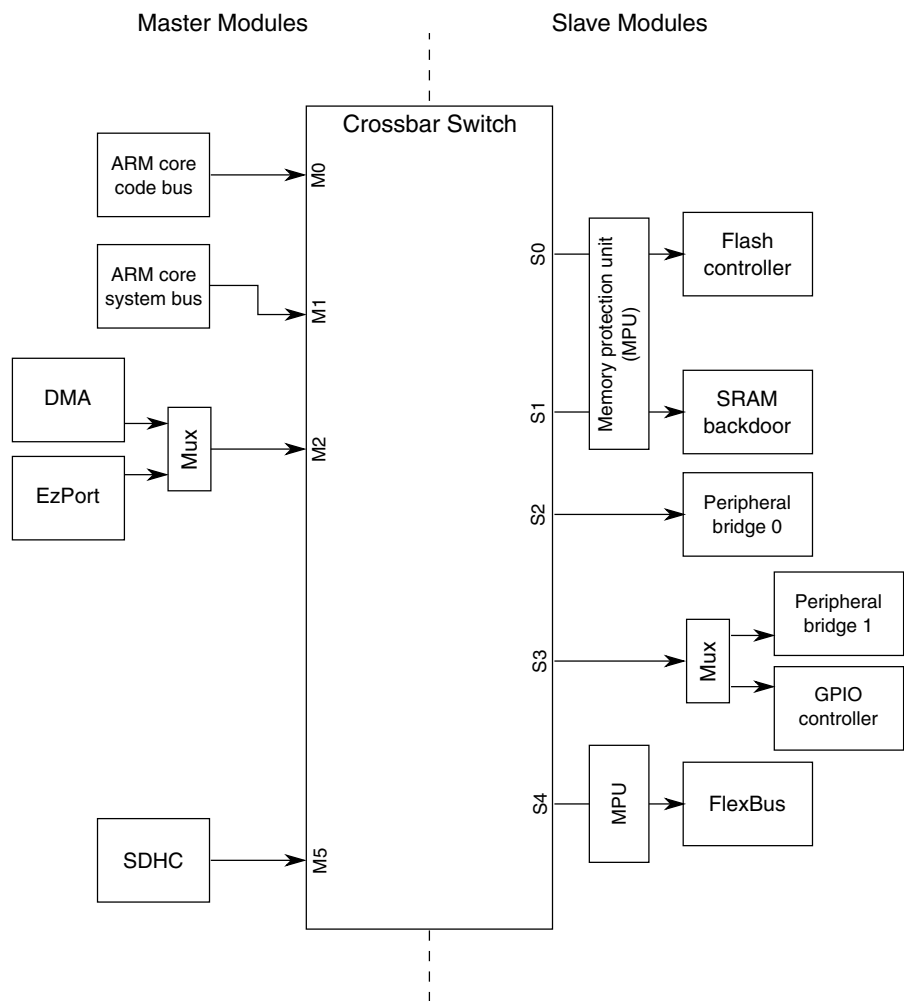 Master Modules
Slave Modules
Crossbar Switch
ARM core
code bus
M0
ARM core
system bus
M1
DMA
EzPort
Mux
M2
SDHC
M5
S0
Memory protection unit
(MPU)
Flash
controller
S1
SRAM
backdoor
S2
Peripheral
bridge 0
S3
Mux
Peripheral
bridge 1
GPIO
controller
S4
MPU
FlexBus